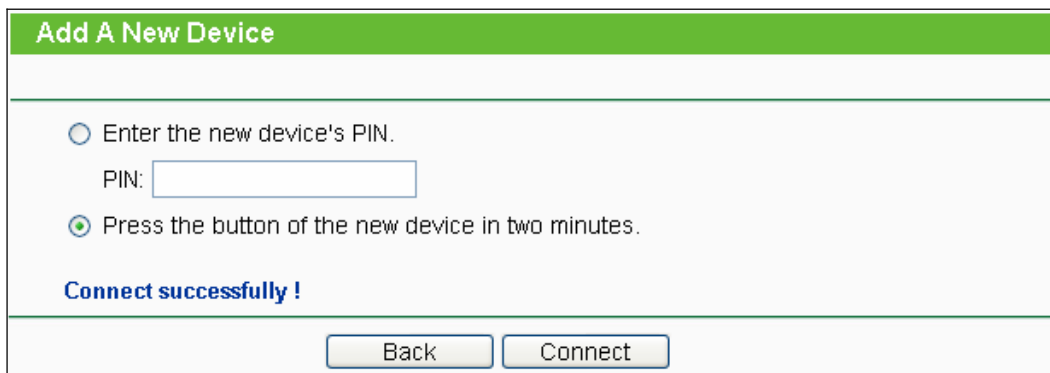 Add A New Device
Enter the new device's PIN.
PIN:
Press the button of the new device in two minutes.
Connect successfully !
Back Connect